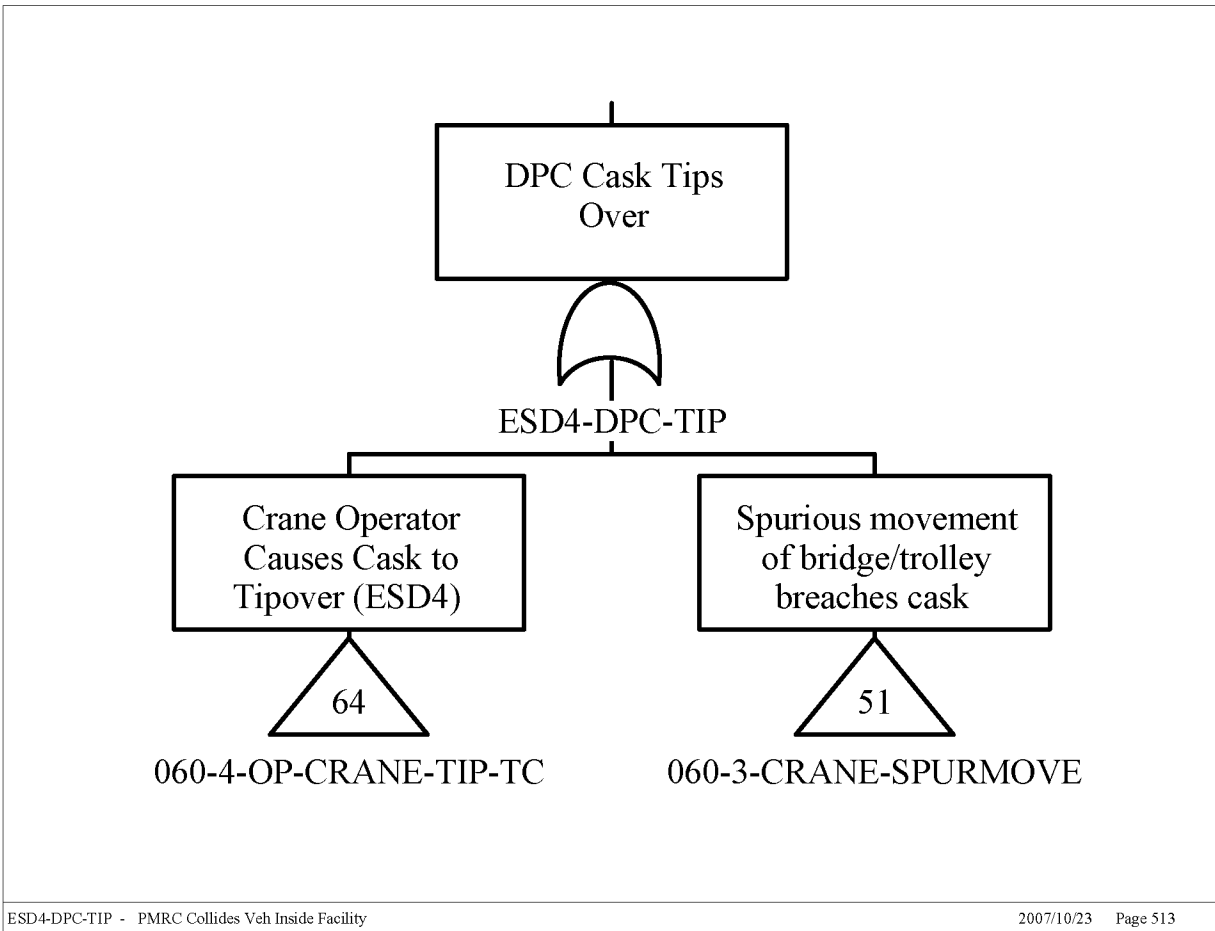 DPC Cask Tips
Over
ESD4-DPC-TIP
Crane Operator
Causes Cask to
Tipover (ESD4)
64
060-4-OP-CRANE-TIP-TC
Spurious movement
of bridge/trolley
breaches cask
51
060-3-CRANE-SPURMOVE
ESD4-DPC-TIP - PMRC Collides Veh Inside Facility
2007/10/23 Page 513